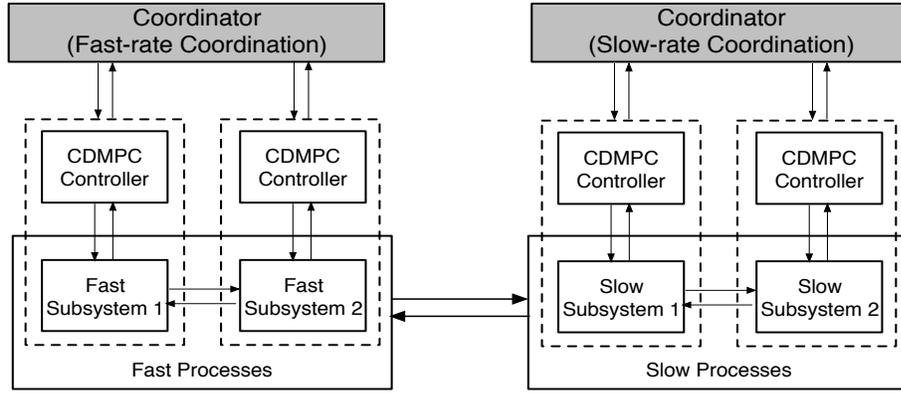 Coordinator
(Fast-rate Coordination)
Coordinator
(Slow-rate Coordination)
CDMPC
Controller
CDMPC
Controller
CDMPC
Controller
CDMPC
Controller
Fast
Subsystem 1
Fast
Subsystem 2
Slow
Subsystem 1
Slow
Subsystem 2
Fast Processes
Slow Processes